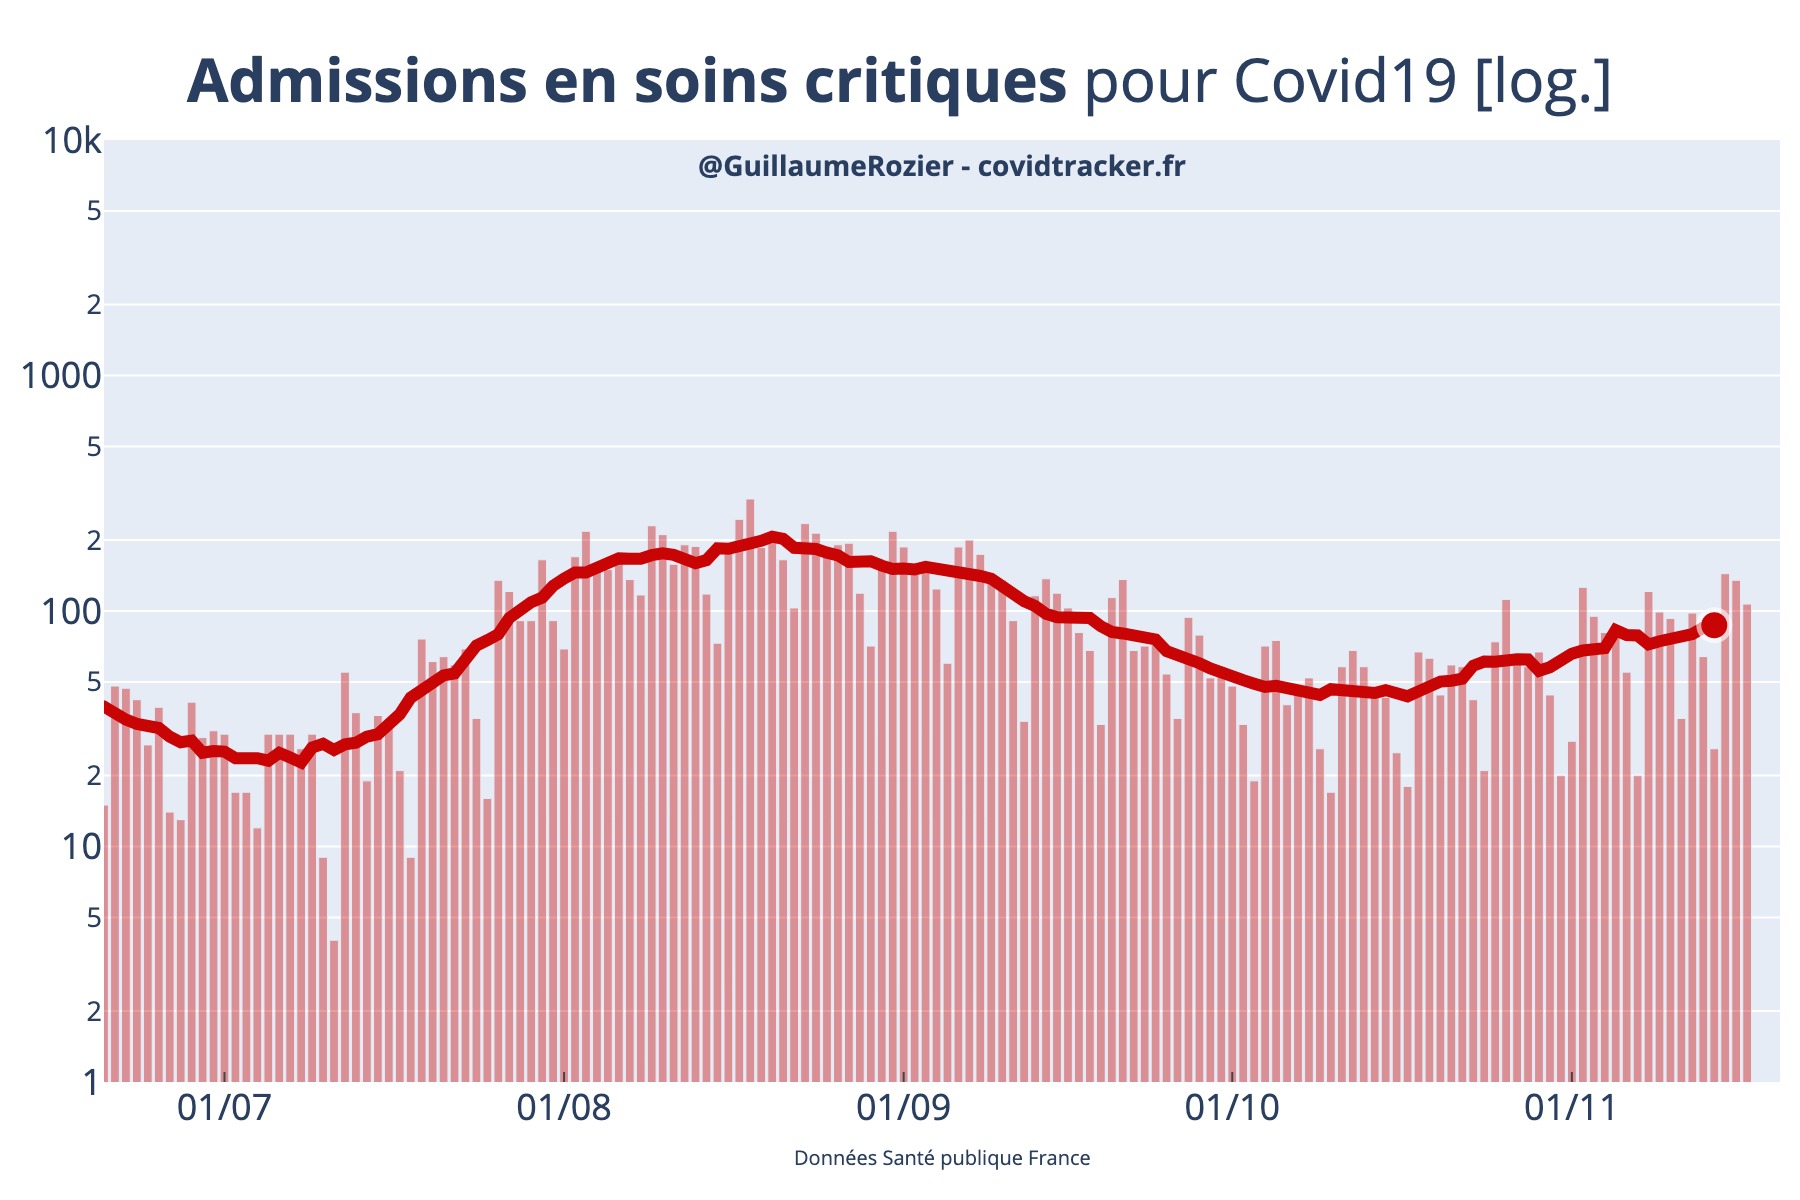 Admissions en soins critiques pour Covid19 [log.]
@GuillaumeRozier - covidtracker.fr
10k
5
2
1000
5
2
100
5
2
10
5
2
1
01/07 01/08 01/09 01/10 01/11
Données Santé publique France